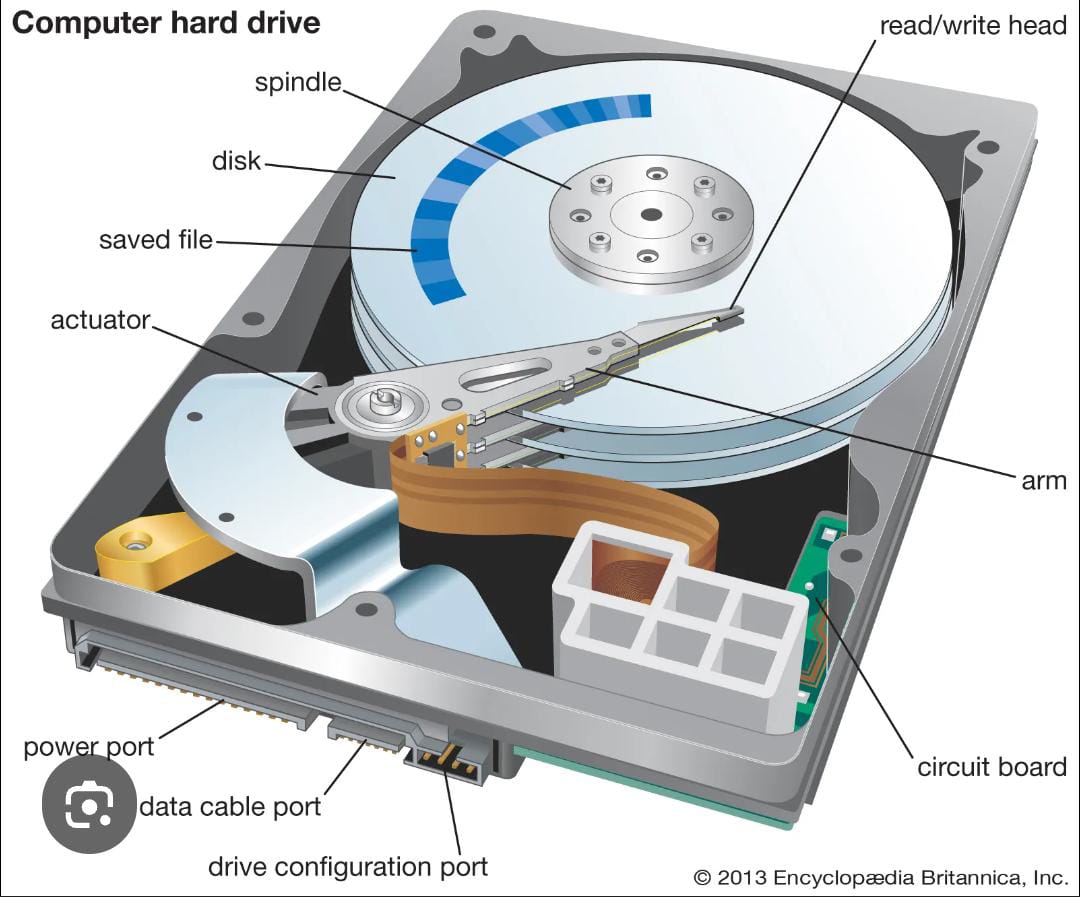 Computer hard drive
read/write head
spindle
disk
saved file
actuator
arm
power port
circuit board
data cable port
drive configuration port
© 2013 Encyclopædia Britannica, Inc.